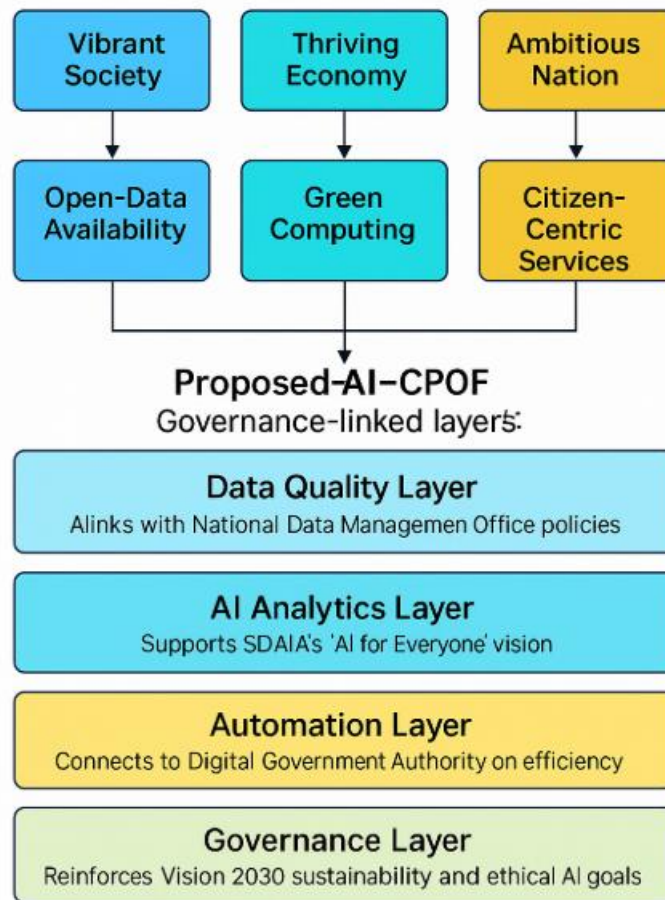 Vibrant
Society
Thriving
Economy
Ambitious
Nation
Open-Data
Availability
Green
Computing
Citizen-
Centric
Services
Proposed-AI-CPOF
Governance-linked layers:
Data Quality Layer
Alinks with National Data Managemen Office policies
AI Analytics Layer
Supports SDAIA's 'AI for Everyone' vision
Automation Layer
Connects to Digital Government Authority on efficiency
Governance Layer
Reinforces Vision 2030 sustainability and ethical AI goals